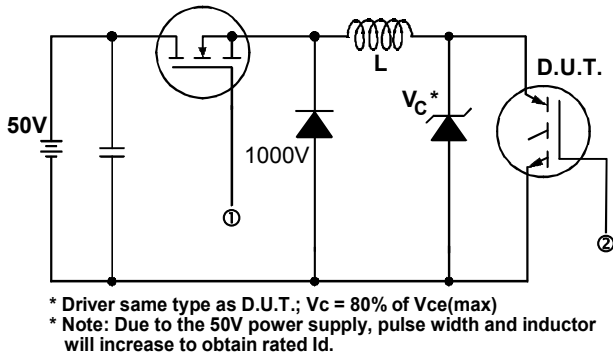 50V
1000V
L
V_C*
D.U.T.
①
②
* Driver same type as D.U.T.; Vc = 80% of Vce(max)
* Note: Due to the 50V power supply, pulse width and inductor
will increase to obtain rated Id.